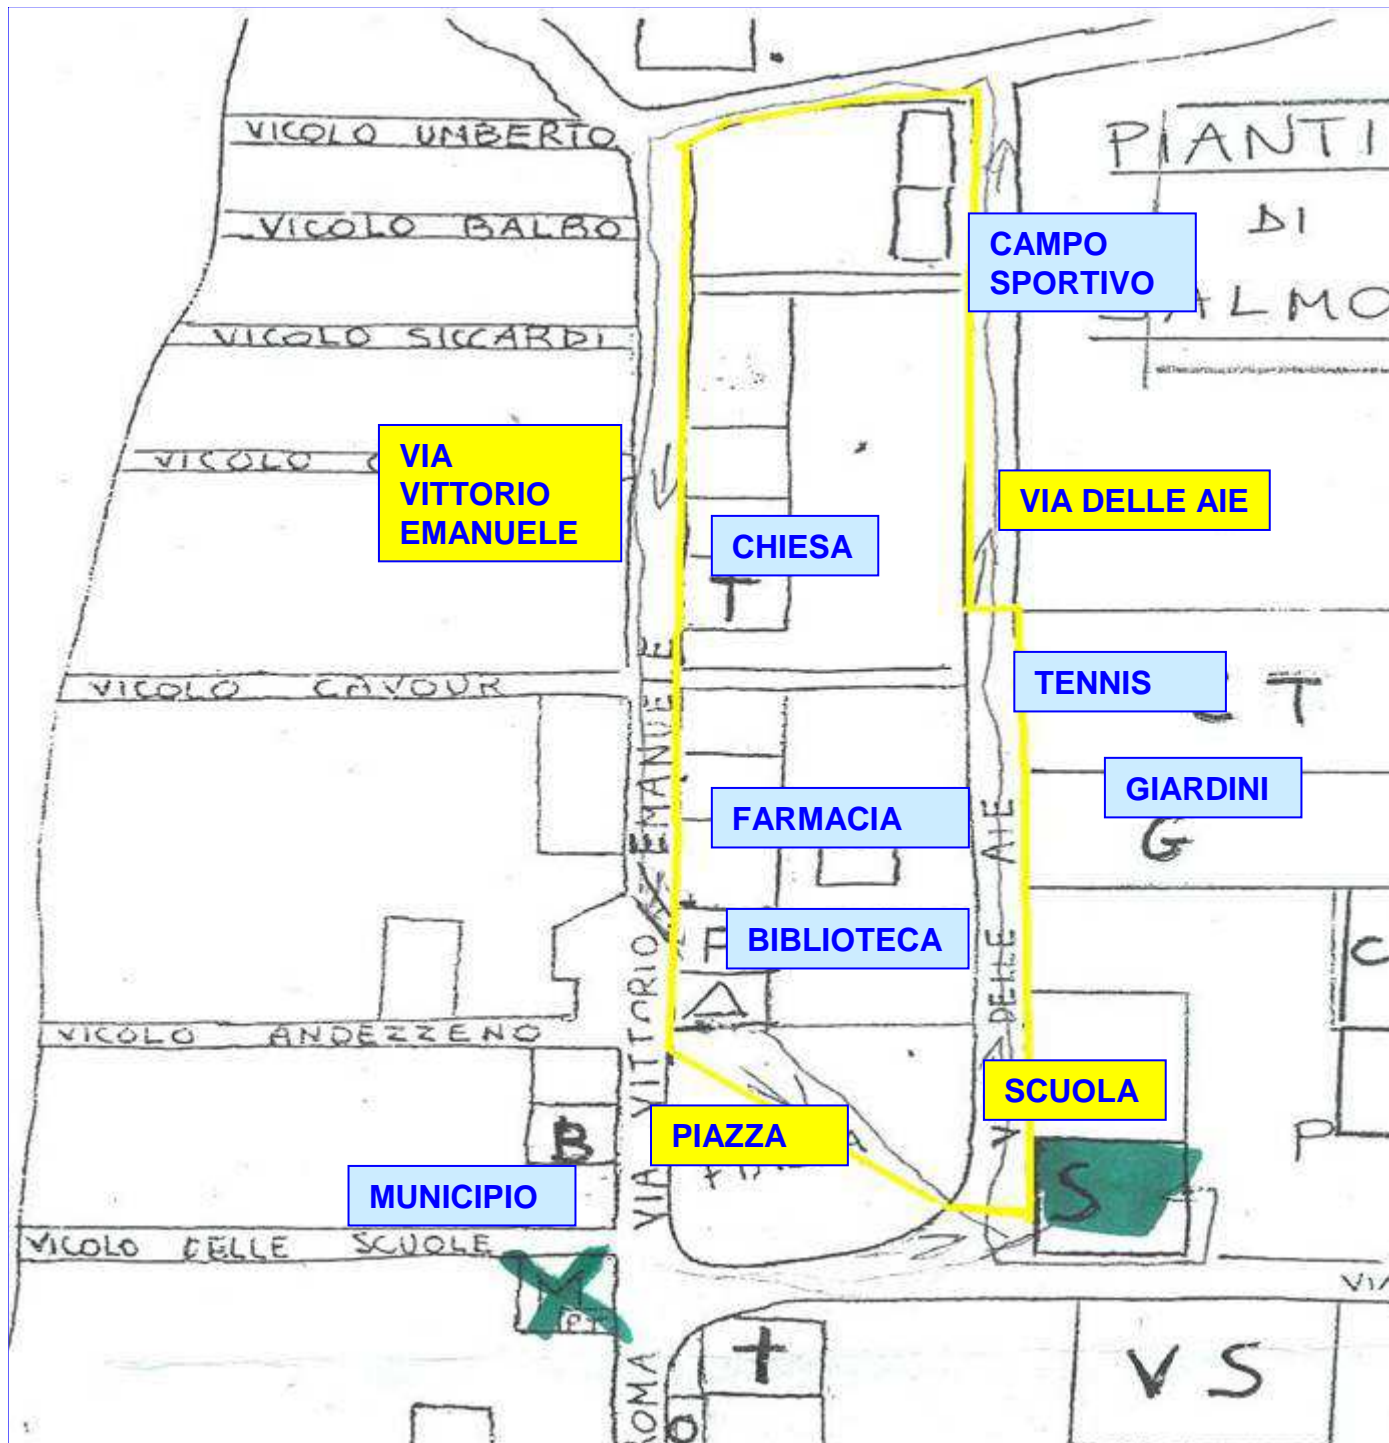 VICOLO UMBERTO
PIANTI
DI
ALMO
VICOLO BALBO
CAMPO
SPORTIVO
VICOLO SICCARDI
VICOLO
VIA
VITTORIO
EMANUELE
VIA DELLE AIE
CHIESA
T
VICOLO CAVOUR
TENNIS
T
GIARDINI
G
FARMACIA
BIBLIOTECA
VIA VITTORIO EMANUELE
V DELLE AIE
C
VICOLO ANDEZZENO
A
SCUOLA
PIAZZA
B
P
MUNICIPIO
S
VICOLO DELLE SCUOLE
PT
VIA
ROMA
V S
O